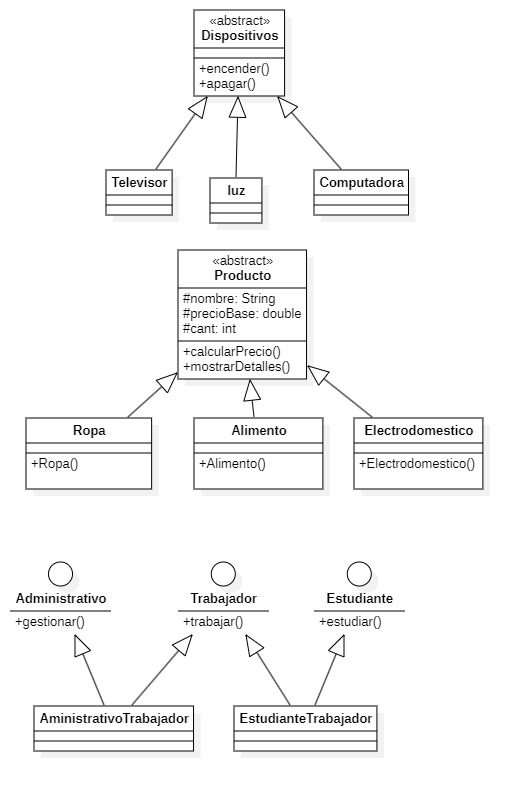 «abstract»
Dispositivos
+encender()
+apagar()
Televisor
luz
Computadora
«abstract»
Producto
#nombre: String
#precioBase: double
#cant: int
+calcularPrecio()
+mostrarDetalles()
Ropa
+Ropa()
Alimento
+Alimento()
Electrodomestico
+Electrodomestico()
Administrativo
+gestionar()
Trabajador
+trabajar()
Estudiante
+estudiar()
AministrativoTrabajador
EstudianteTrabajador